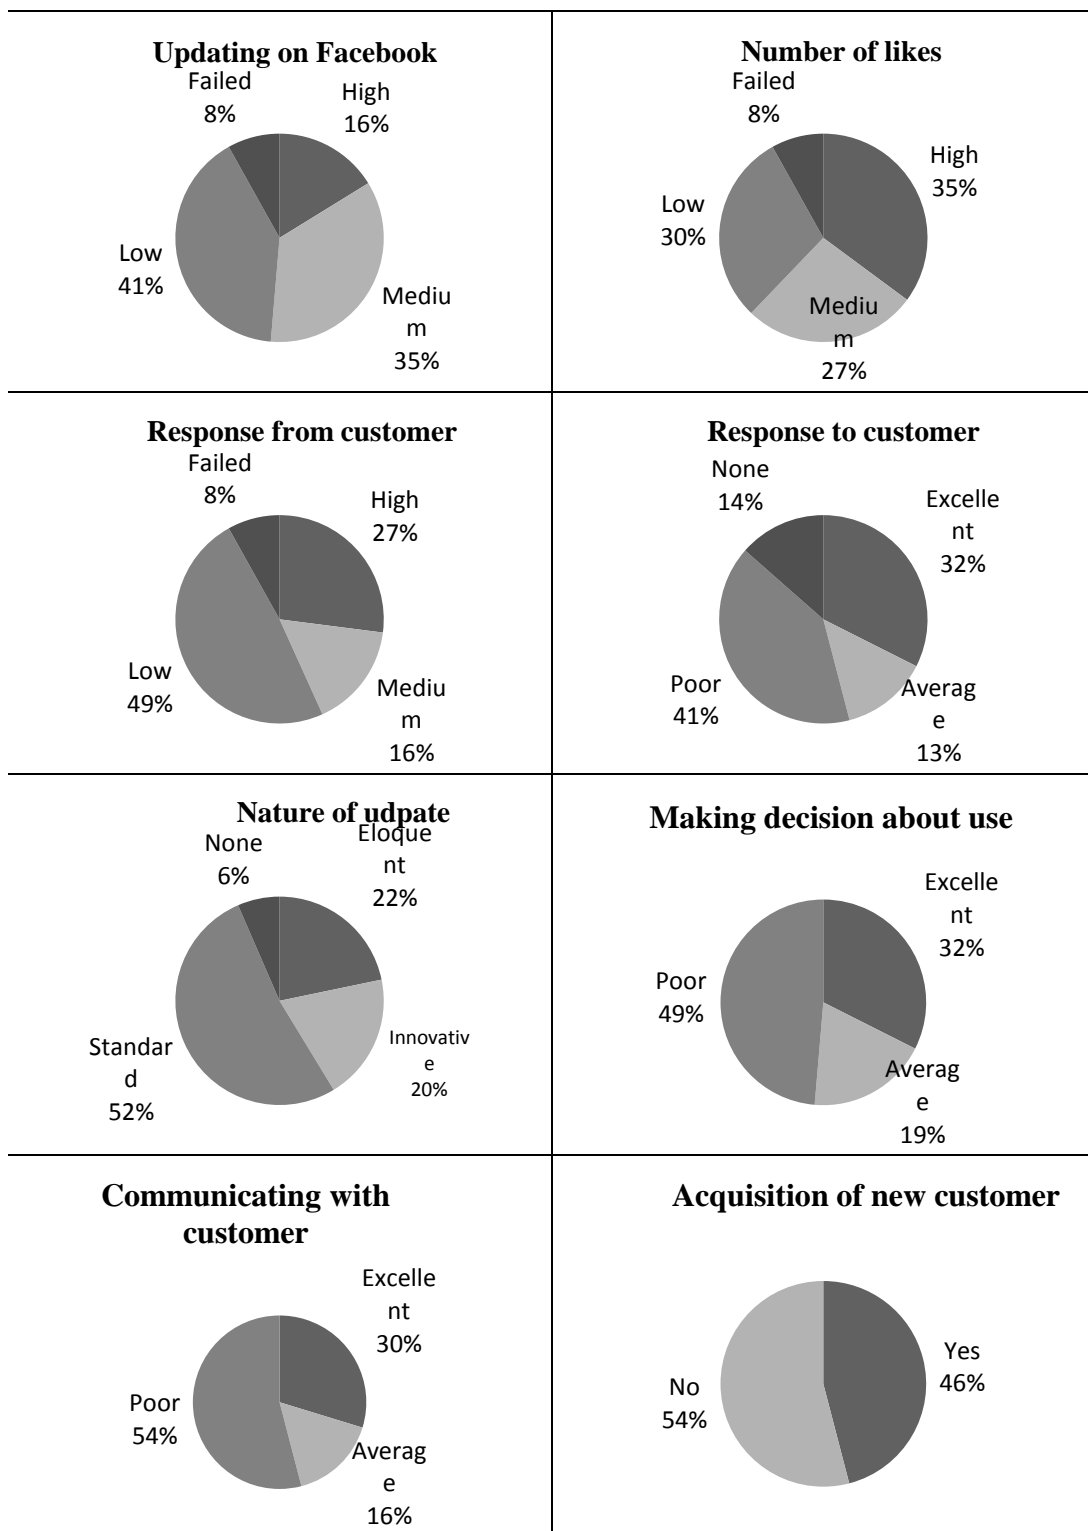 Updating on Facebook
Failed
8%
High
16%
Low
41%
Mediu
m
35%
Number of likes
Failed
8%
High
35%
Low
30%
Mediu
m
27%
Response from customer
Failed
8%
High
27%
Low
49%
Mediu
m
16%
Response to customer
None
14%
Excelle
nt
32%
Poor
41%
Averag
e
13%
Nature of udpate
None
6%
Eloque
nt
22%
Standar
d
52%
Innovativ
e
20%
Making decision about use
Excelle
nt
32%
Poor
49%
Averag
e
19%
Communicating with
customer
Excelle
nt
30%
Poor
54%
Averag
e
16%
Acquisition of new customer
Yes
46%
No
54%